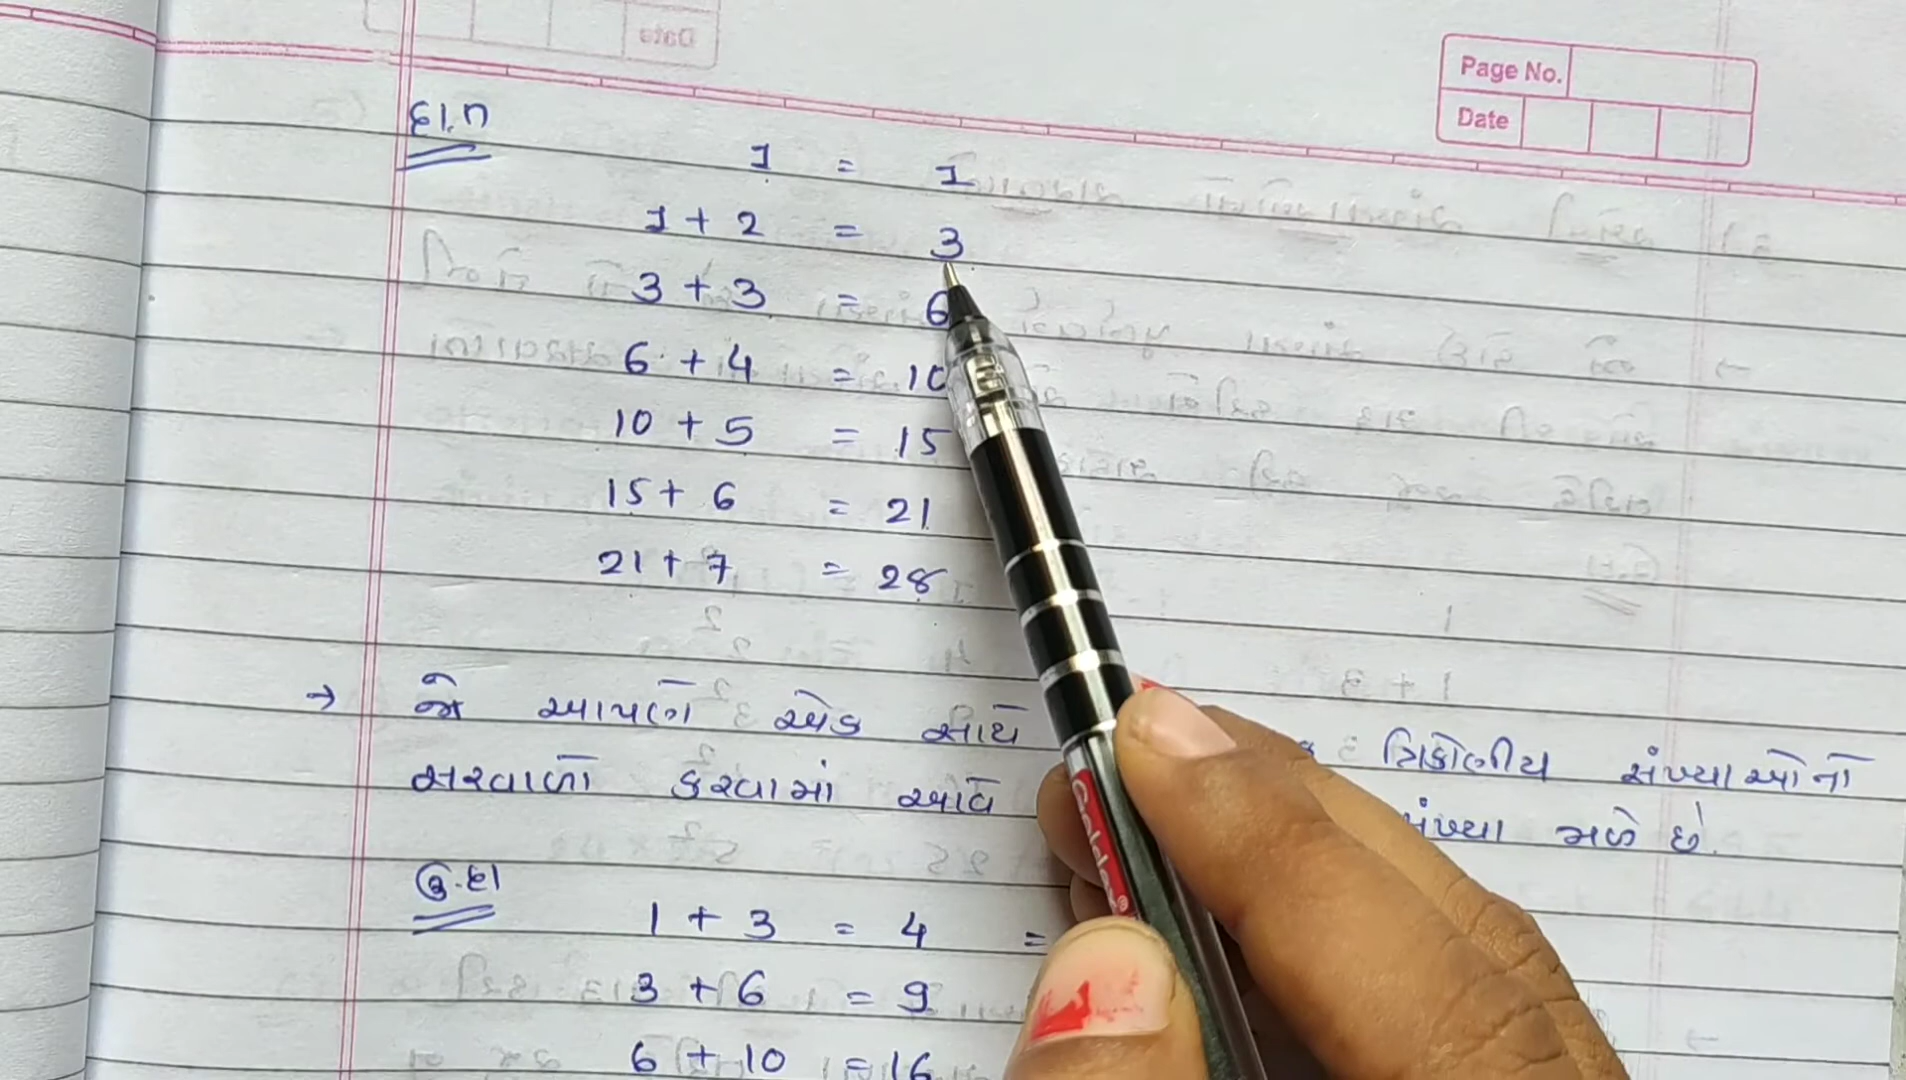 Page No.
Date
દા.ત
1 = 1
1 + 2 = 3
3 + 3 = 6
6 + 4 = 10
10 + 5 = 15
15 + 6 = 21
21 + 7 = 28
→ જો આપણે એક સાથે ત્રિકોણીય સંખ્યાઓનો
સરવાળો કરવામાં આવે સંખ્યા મળે છે.
ઉ.દા
1 + 3 = 4 =
3 + 6 = 9
6 + 10 = 16